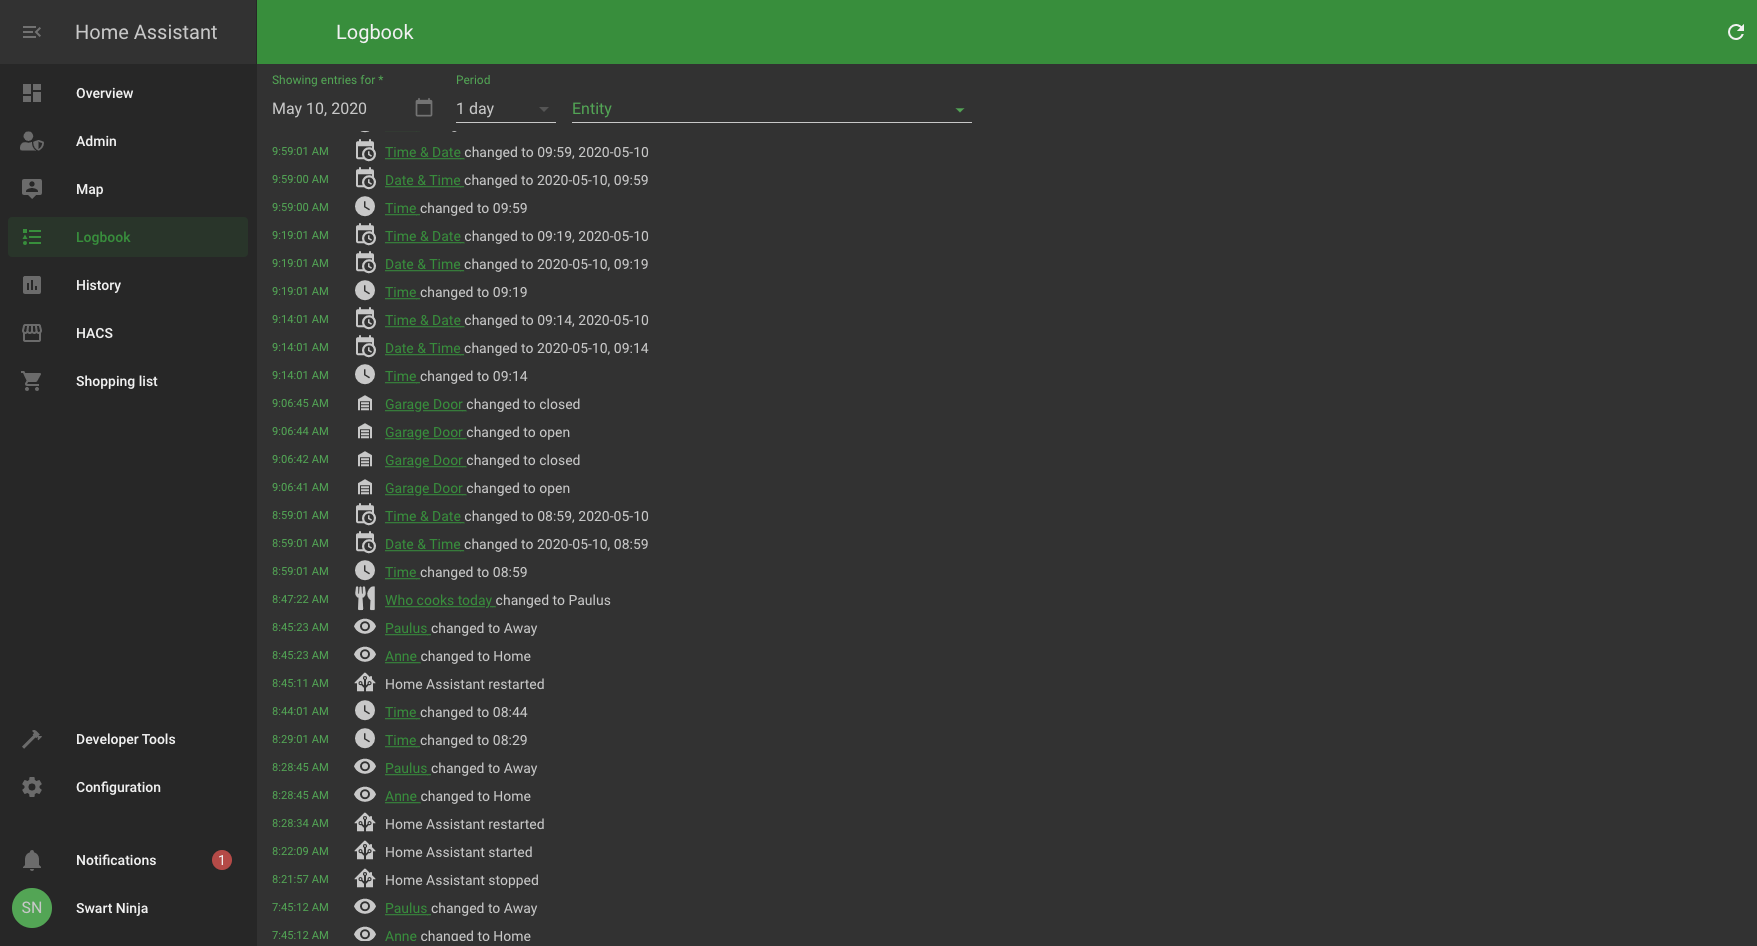 Home Assistant
Logbook
Overview
Admin
Map
Logbook
History
HACS
Shopping list
Developer Tools
Configuration
Notifications 1
SN Swart Ninja
Showing entries for *
May 10, 2020
Period
1 day
Entity
9:59:01 AM Time & Date changed to 09:59, 2020-05-10
9:59:00 AM Date & Time changed to 2020-05-10, 09:59
9:59:00 AM Time changed to 09:59
9:19:01 AM Time & Date changed to 09:19, 2020-05-10
9:19:01 AM Date & Time changed to 2020-05-10, 09:19
9:19:01 AM Time changed to 09:19
9:14:01 AM Time & Date changed to 09:14, 2020-05-10
9:14:01 AM Date & Time changed to 2020-05-10, 09:14
9:14:01 AM Time changed to 09:14
9:06:45 AM Garage Door changed to closed
9:06:44 AM Garage Door changed to open
9:06:42 AM Garage Door changed to closed
9:06:41 AM Garage Door changed to open
8:59:01 AM Time & Date changed to 08:59, 2020-05-10
8:59:01 AM Date & Time changed to 2020-05-10, 08:59
8:59:01 AM Time changed to 08:59
8:47:22 AM Who cooks today changed to Paulus
8:45:23 AM Paulus changed to Away
8:45:23 AM Anne changed to Home
8:45:11 AM Home Assistant restarted
8:44:01 AM Time changed to 08:44
8:29:01 AM Time changed to 08:29
8:28:45 AM Paulus changed to Away
8:28:45 AM Anne changed to Home
8:28:34 AM Home Assistant restarted
8:22:09 AM Home Assistant started
8:21:57 AM Home Assistant stopped
7:45:12 AM Paulus changed to Away
7:45:12 AM Anne changed to Home